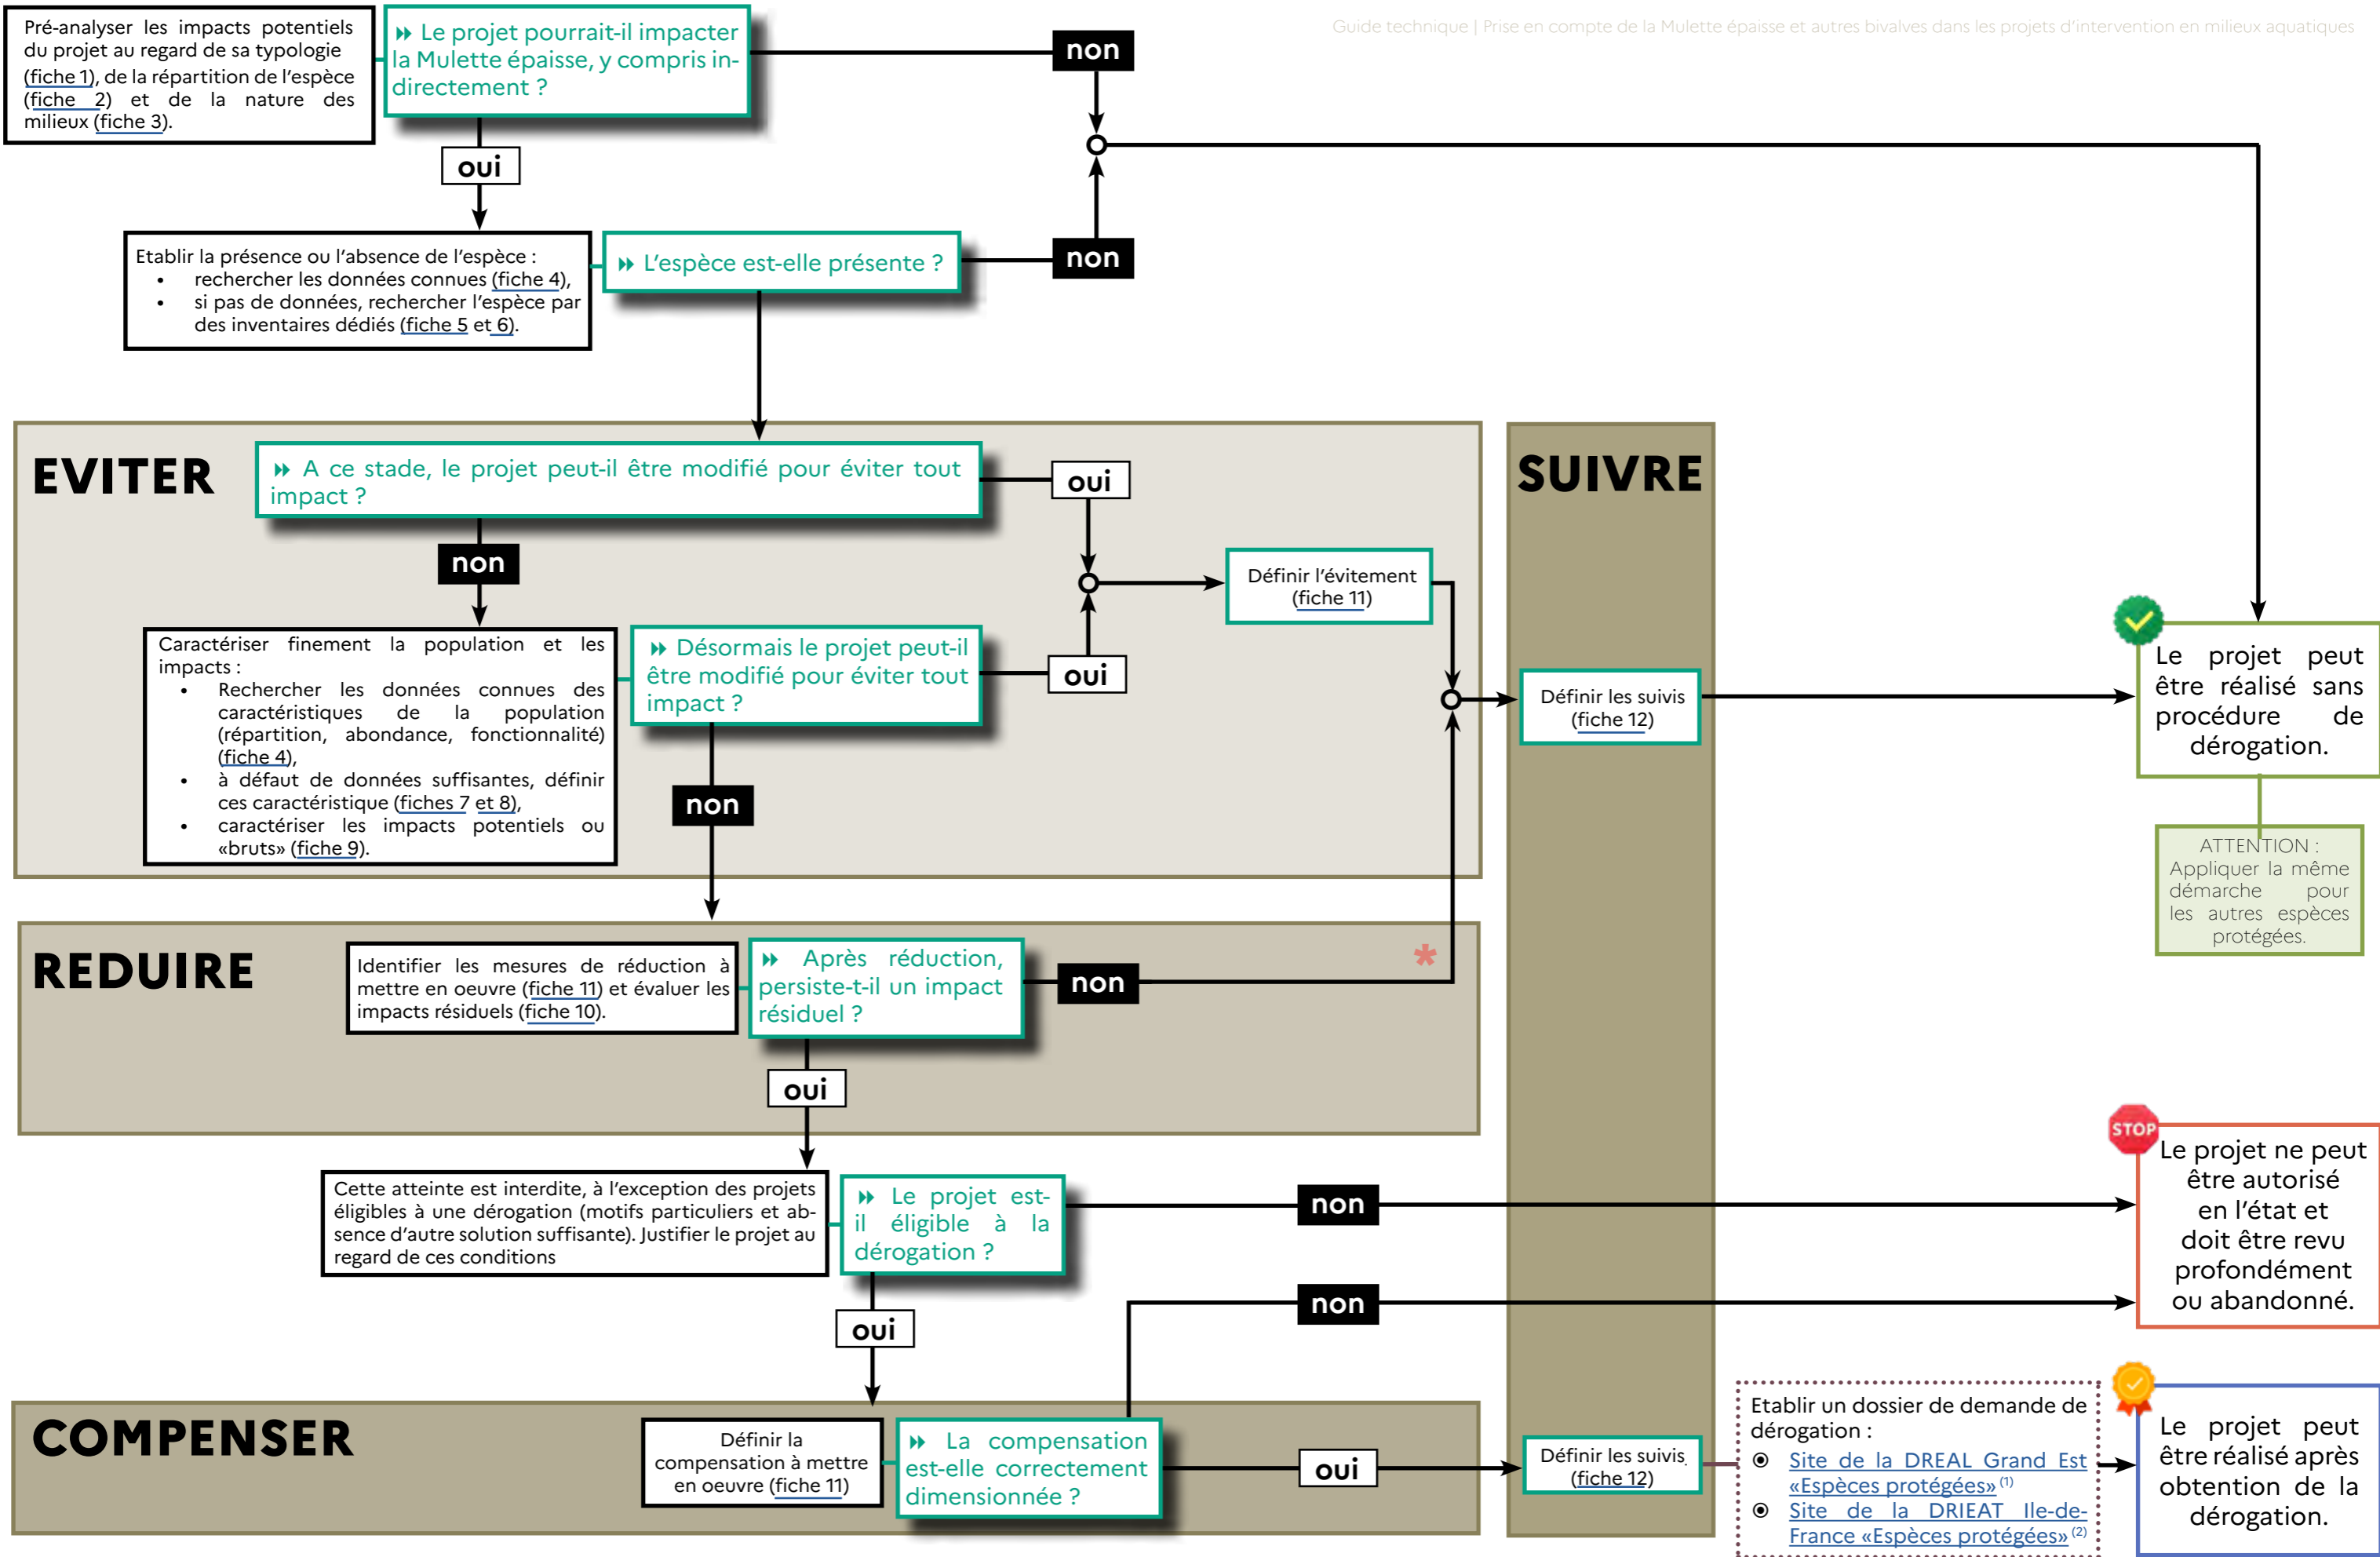 Guide technique | Prise en compte de la Mulette épaisse et autres bivalves dans les projets d'intervention en milieux aquatiques
Pré-analyser les impacts potentiels
du projet au regard de sa typologie
(fiche 1), de la répartition de l'espèce
(fiche 2) et de la nature des
milieux (fiche 3).
Le projet pourrait-il impacter
la Mulette épaisse, y compris in-
directement ?
non
oui
Etablir la présence ou l'absence de l'espèce :
• rechercher les données connues (fiche 4),
• si pas de données, rechercher l'espèce par
des inventaires dédiés (fiche 5 et 6).
L'espèce est-elle présente ?
non
EVITER
A ce stade, le projet peut-il être modifié pour éviter tout
impact ?
oui
non
Caractériser finement la population et les
impacts :
• Rechercher les données connues des
caractéristiques de la population
(répartition, abondance, fonctionnalité)
(fiche 4),
• à défaut de données suffisantes, définir
ces caractéristique (fiches 7 et 8),
• caractériser les impacts potentiels ou
«bruts» (fiche 9).
Désormais le projet peut-il
être modifié pour éviter tout
impact ?
oui
non
Définir l'évitement
(fiche 11)
SUIVRE
Définir les suivis
(fiche 12)
Le projet peut
être réalisé sans
procédure de
dérogation.
ATTENTION :
Appliquer la même
démarche pour
les autres espèces
protégées.
REDUIRE
Identifier les mesures de réduction à
mettre en oeuvre (fiche 11) et évaluer les
impacts résiduels (fiche 10).
Après réduction,
persiste-t-il un impact
résiduel ?
non
*
oui
Cette atteinte est interdite, à l'exception des projets
éligibles à une dérogation (motifs particuliers et ab-
sence d'autre solution suffisante). Justifier le projet au
regard de ces conditions
Le projet est-
il éligible à la
dérogation ?
non
oui
non
STOP
Le projet ne peut
être autorisé
en l'état et
doit être revu
profondément
ou abandonné.
COMPENSER
Définir la
compensation à mettre
en oeuvre (fiche 11)
La compensation
est-elle correctement
dimensionnée ?
oui
Définir les suivis
(fiche 12)
Etablir un dossier de demande de
dérogation :
Site de la DREAL Grand Est
«Espèces protégées» (1)
Site de la DRIEAT Ile-de-
France «Espèces protégées» (2)
Le projet peut
être réalisé après
obtention de la
dérogation.